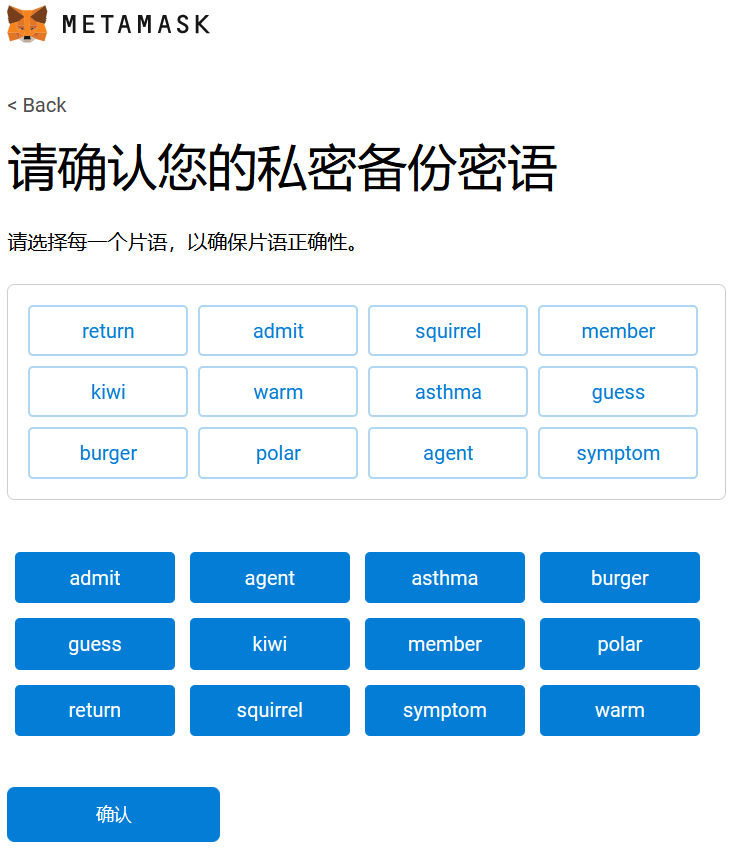 METAMASK
< Back
请确认您的私密备份密语
请选择每一个片语，以确保片语正确性。
return admit squirrel member
kiwi warm asthma guess
burger polar agent symptom
admit agent asthma burger
guess kiwi member polar
return squirrel symptom warm
确认